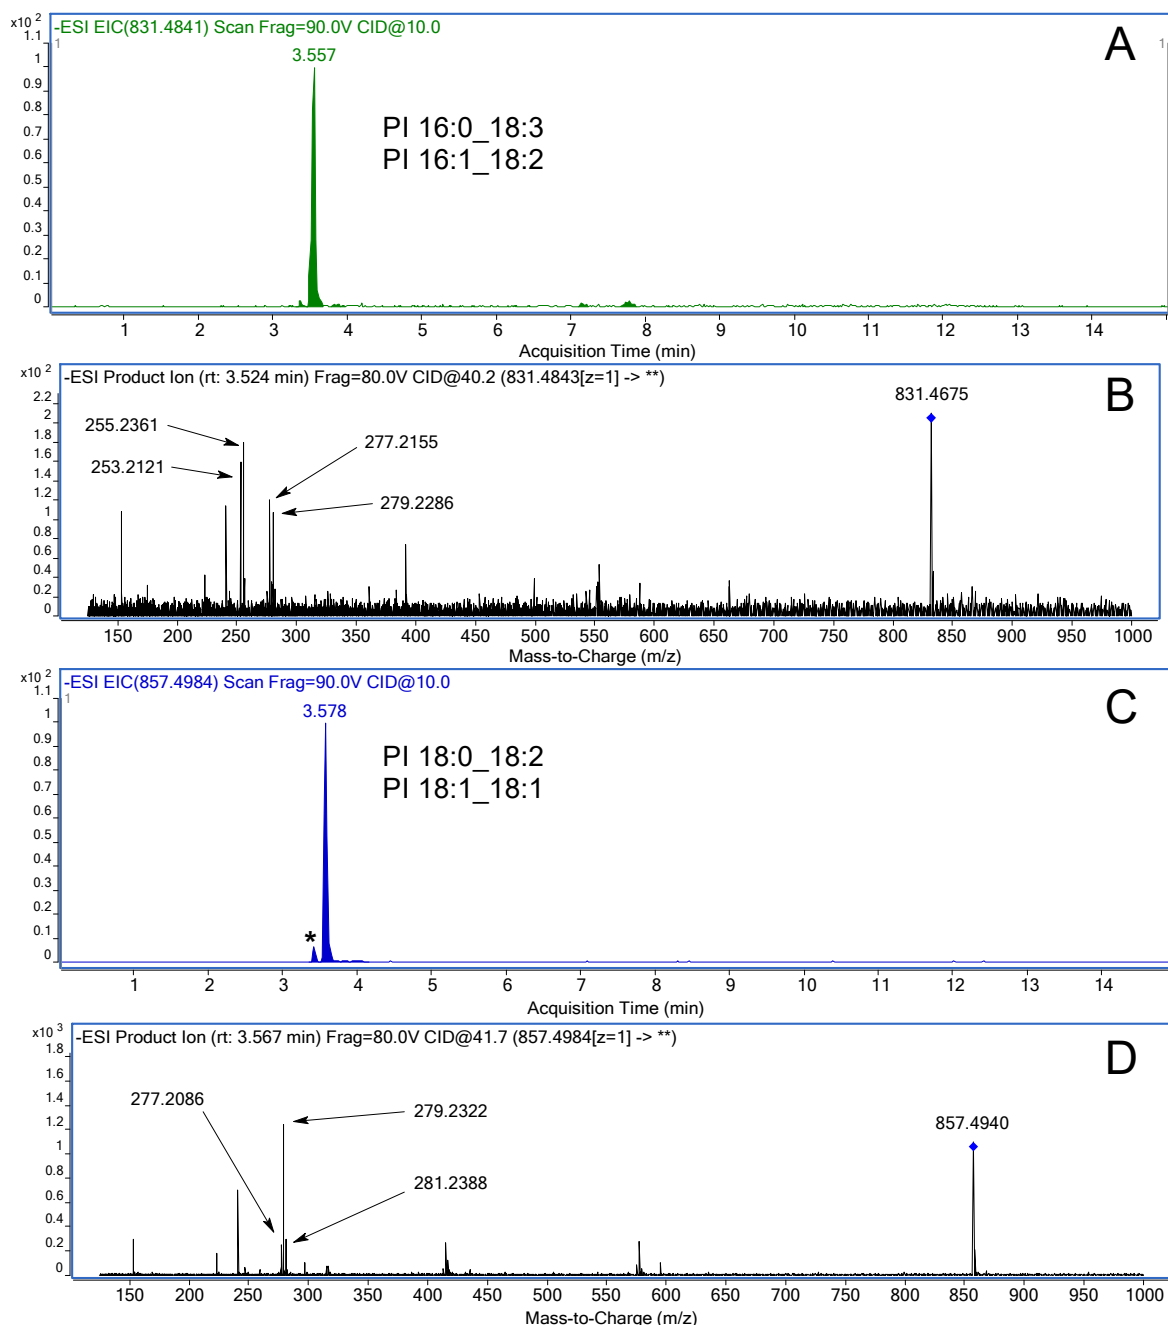 x10 2
-ESI EIC(831.4841) Scan Frag=90.0V CID@10.0
A
1.1
1
1
1
3.557
0.9
0.8
PI 16:0_18:3
0.7
PI 16:1_18:2
0.6
0.5
0.4
0.3
0.2
0.1
0
1 2 3 4 5 6 7 8 9 10 11 12 13 14
Acquisition Time (min)
x10 2
-ESI Product Ion (rt: 3.524 min) Frag=80.0V CID@40.2 (831.4843[z=1] -> **)
B
2.2
831.4675
2
255.2361
1.8
277.2155
1.6
253.2121
1.4
279.2286
1.2
1
0.8
0.6
0.4
0.2
0
150 200 250 300 350 400 450 500 550 600 650 700 750 800 850 900 950 1000
Mass-to-Charge (m/z)
x10 2
-ESI EIC(857.4984) Scan Frag=90.0V CID@10.0
C
1.1
1
1
3.578
0.9
PI 18:0_18:2
0.8
PI 18:1_18:1
0.7
0.6
0.5
0.4
0.3
0.2
0.1
*
0
1 2 3 4 5 6 7 8 9 10 11 12 13 14
Acquisition Time (min)
x10 3
-ESI Product Ion (rt: 3.567 min) Frag=80.0V CID@41.7 (857.4984[z=1] -> **)
D
1.8
1.6
277.2086
1.4
279.2322
857.4940
1.2
1
0.8
281.2388
0.6
0.4
0.2
0
150 200 250 300 350 400 450 500 550 600 650 700 750 800 850 900 950 1000
Mass-to-Charge (m/z)